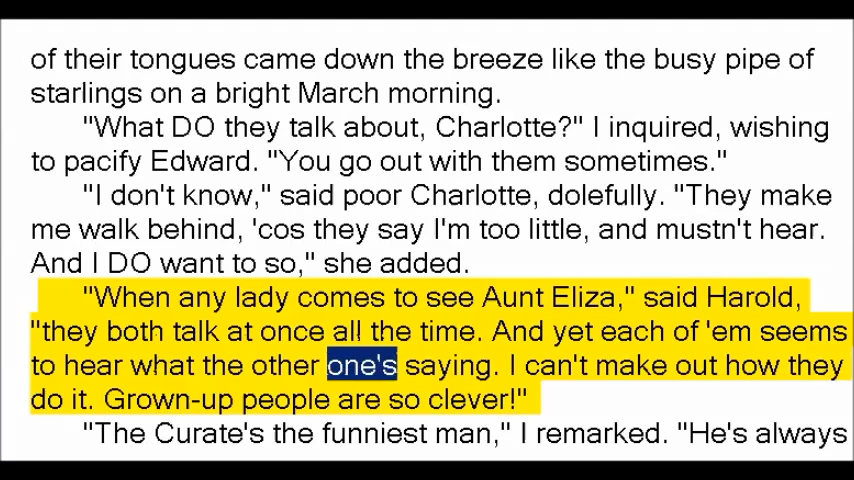 of their tongues came down the breeze like the busy pipe of
starlings on a bright March morning.
"What DO they talk about, Charlotte?" I inquired, wishing
to pacify Edward. "You go out with them sometimes."
"I don't know," said poor Charlotte, dolefully. "They make
me walk behind, 'cos they say I'm too little, and mustn't hear.
And I DO want to so," she added.
"When any lady comes to see Aunt Eliza," said Harold,
"they both talk at once all the time. And yet each of 'em seems
to hear what the other one's saying. I can't make out how they
do it. Grown-up people are so clever!"
"The Curate's the funniest man," I remarked. "He's always